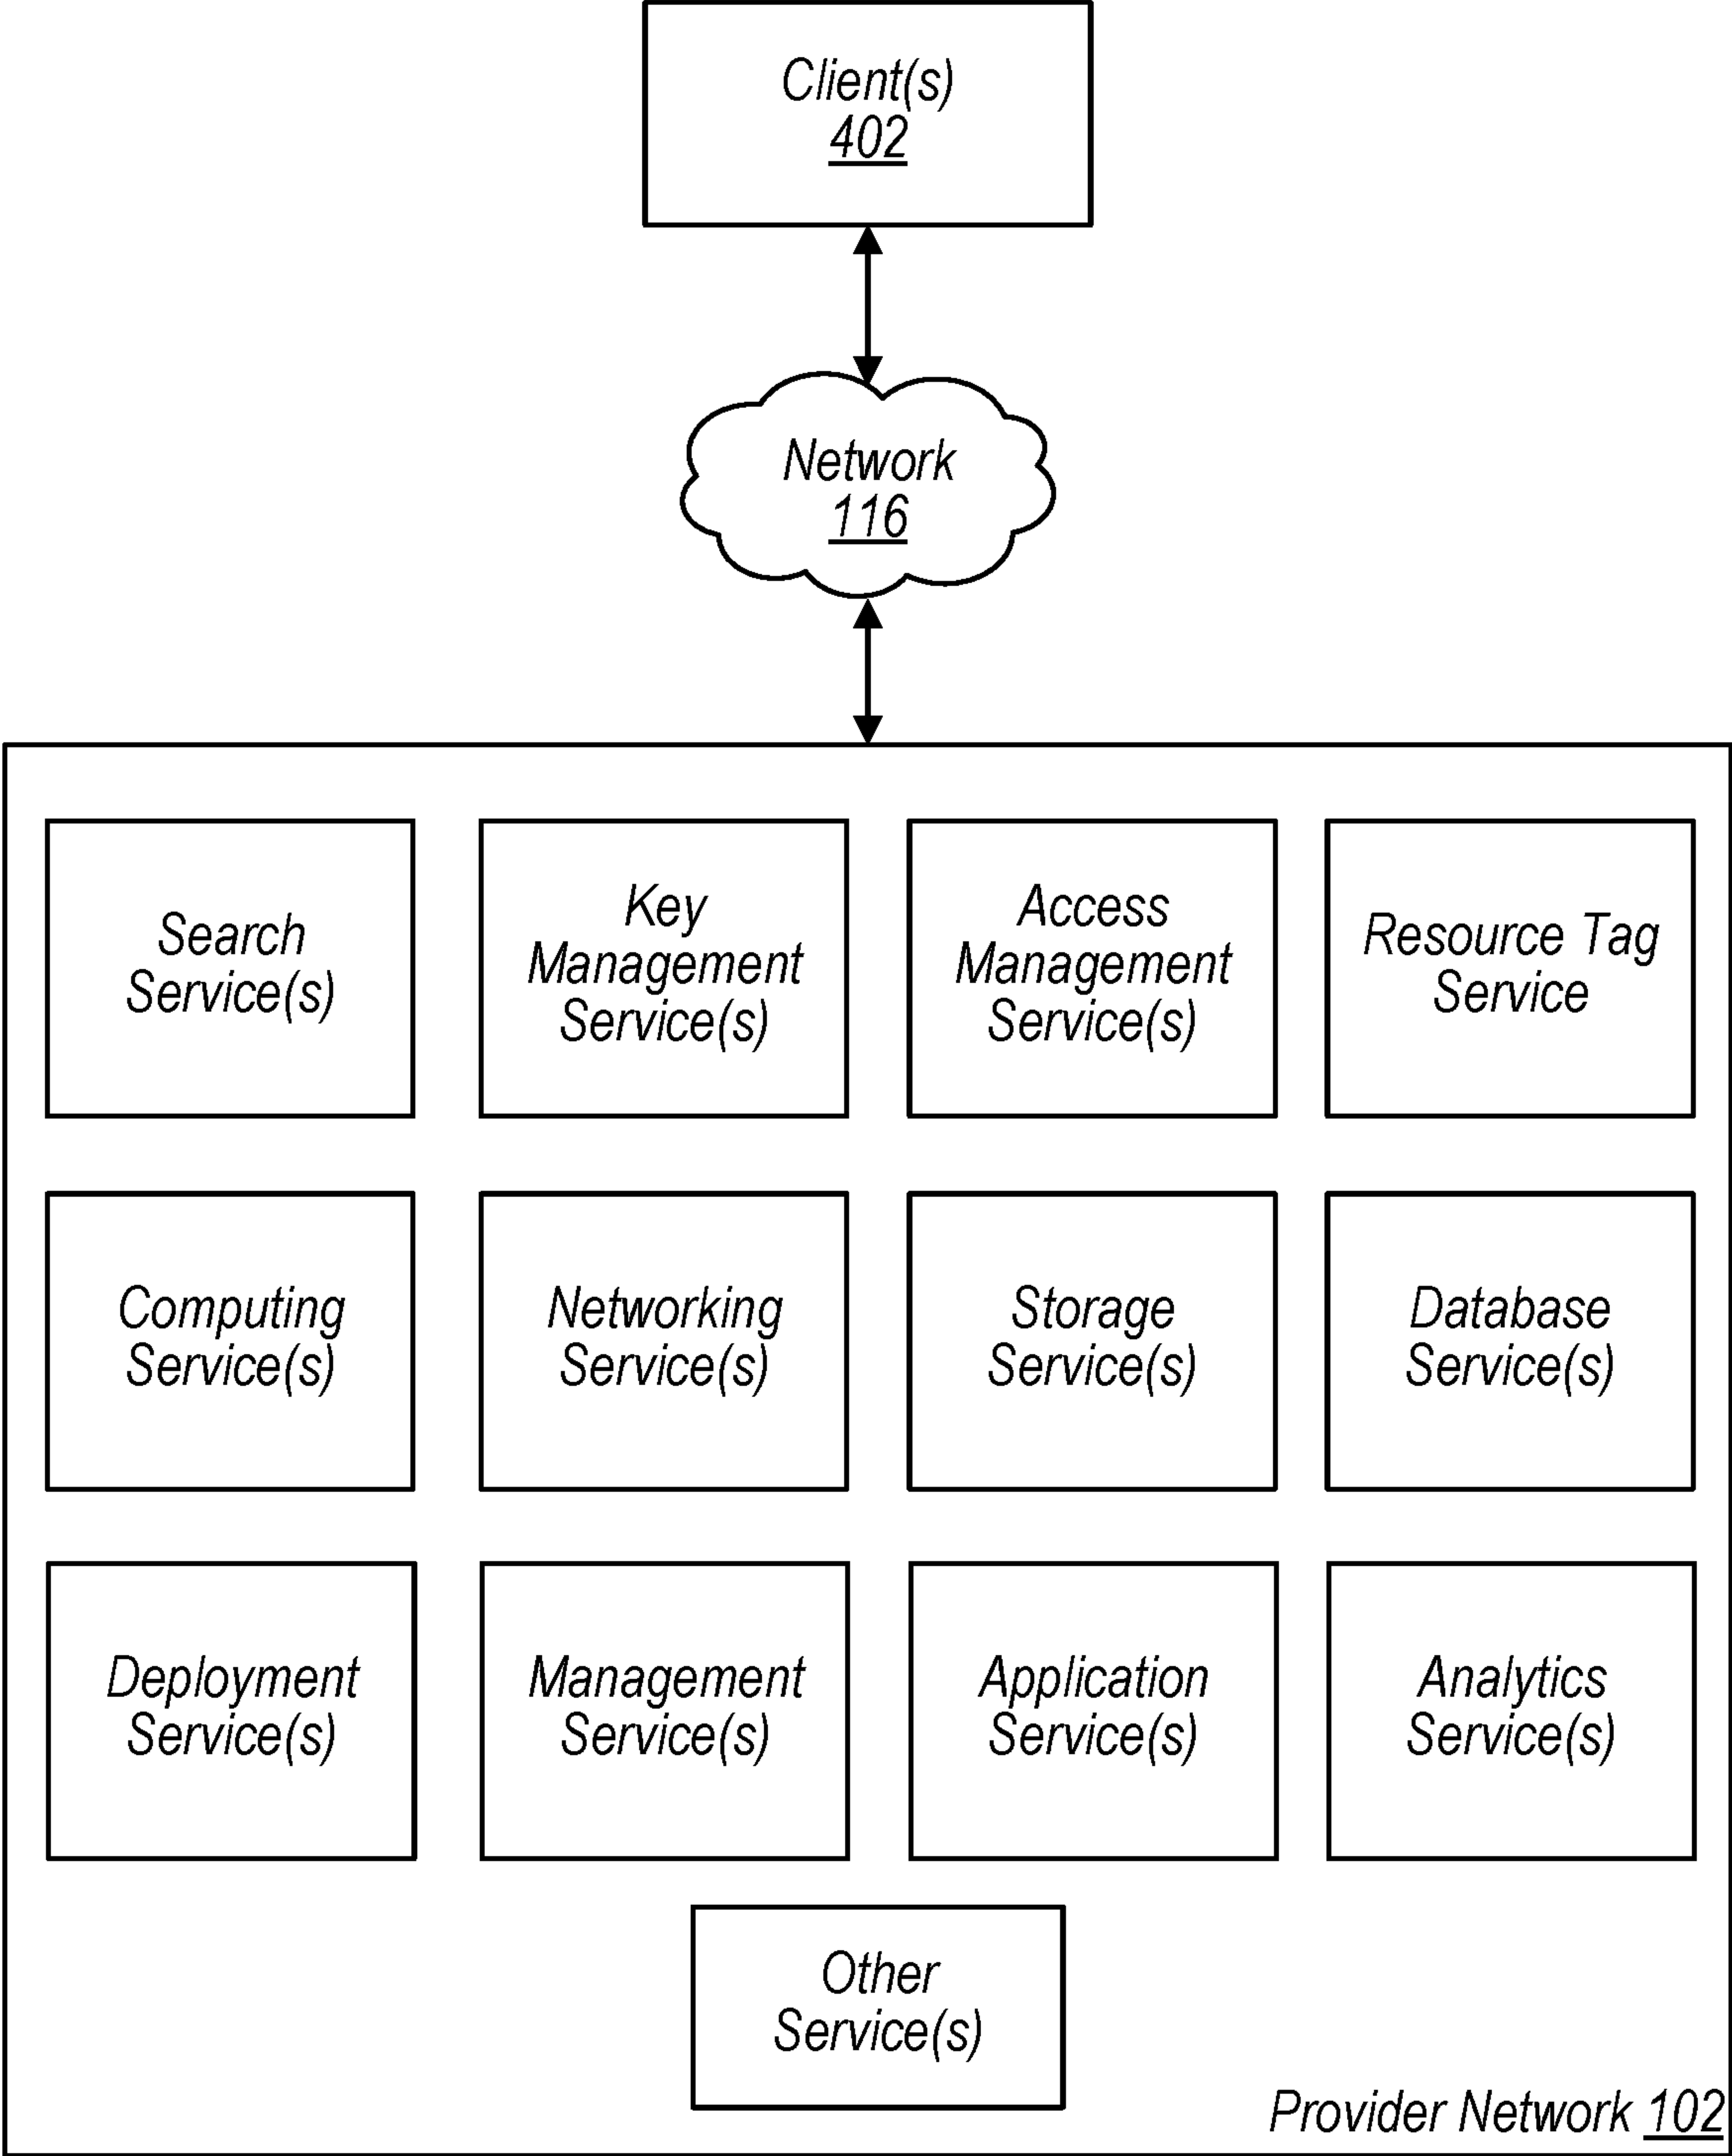 Client(s)
402
Network
116
Search
Service(s)
Key
Management
Service(s)
Access
Management
Service(s)
Resource Tag
Service
Computing
Service(s)
Networking
Service(s)
Storage
Service(s)
Database
Service(s)
Deployment
Service(s)
Management
Service(s)
Application
Service(s)
Analytics
Service(s)
Other
Service(s)
Provider Network 102